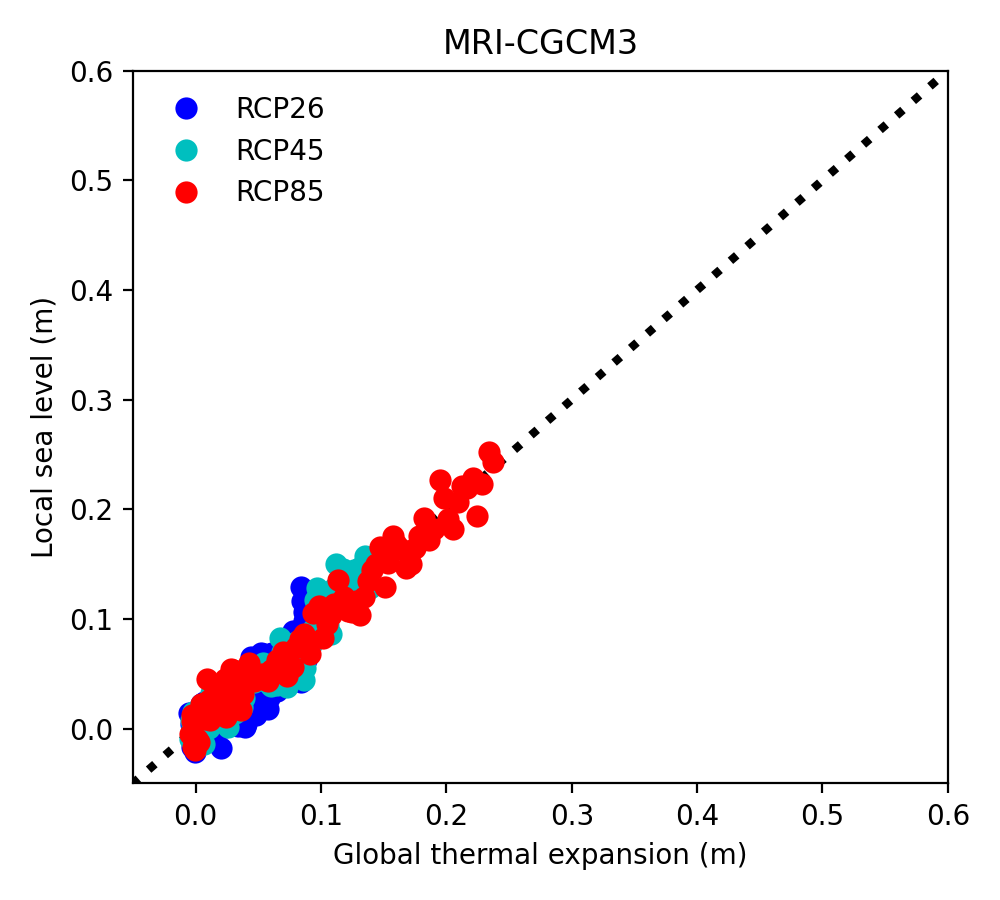 MRI-CGCM3
RCP26
RCP45
RCP85
0.6
0.5
0.4
0.3
0.2
0.1
0.0
Local sea level (m)
0.0 0.1 0.2 0.3 0.4 0.5 0.6
Global thermal expansion (m)